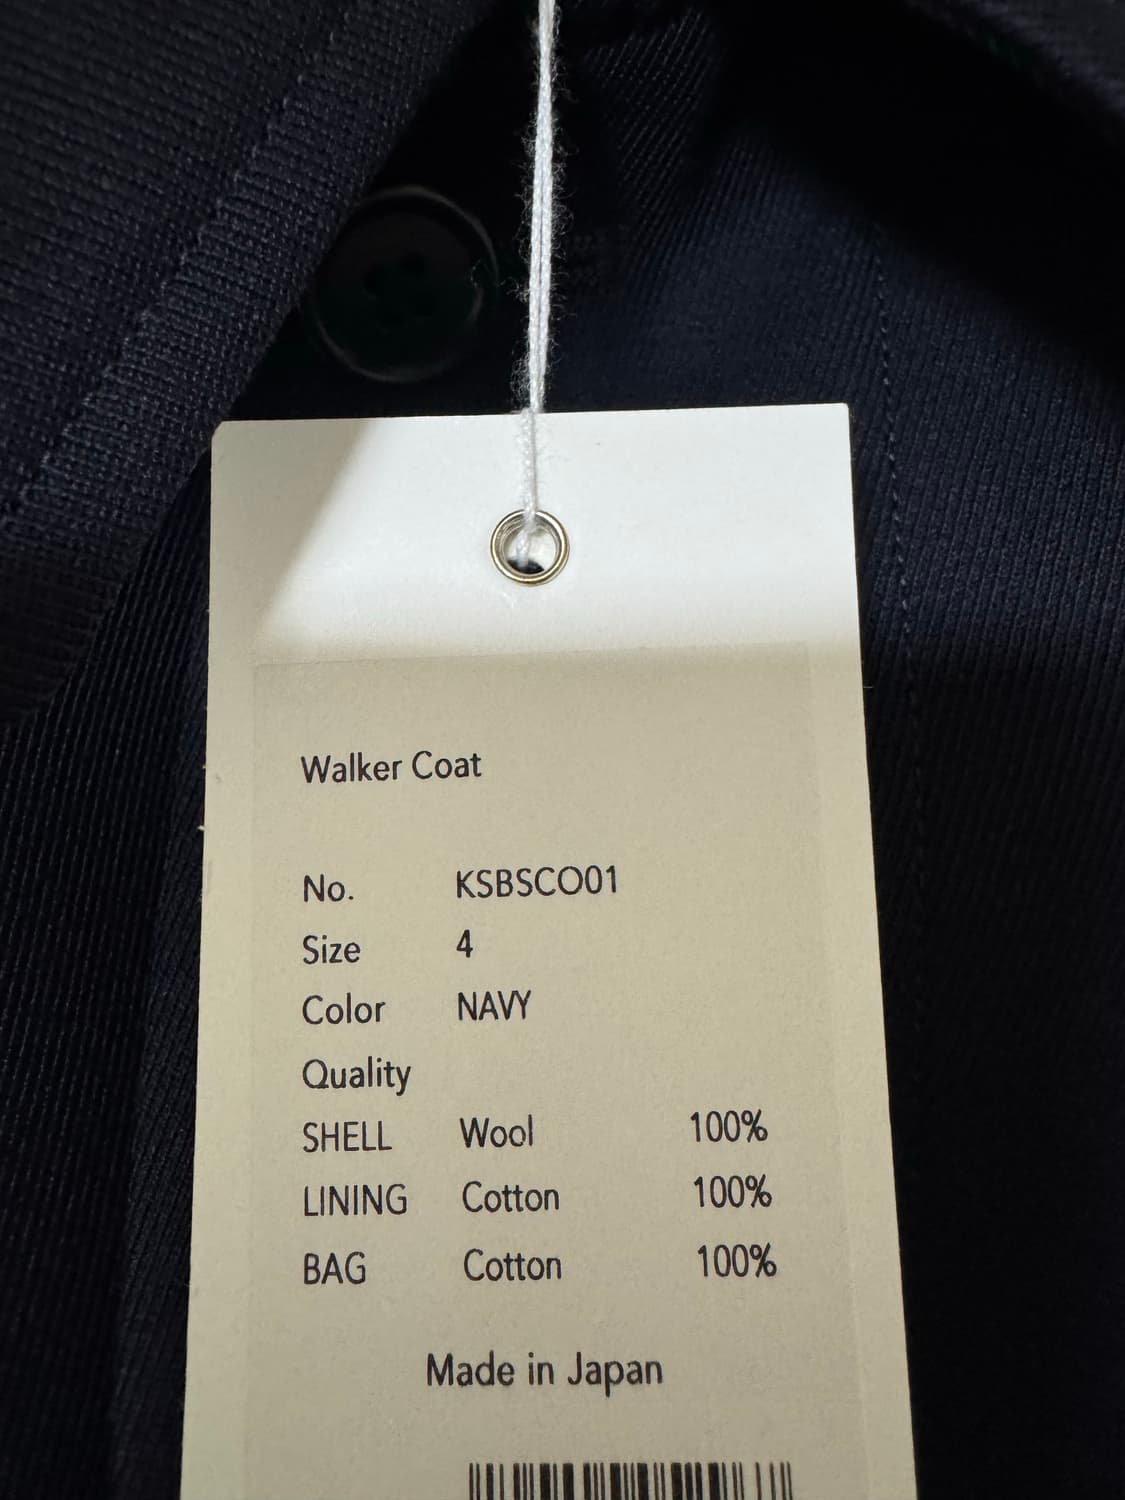 Walker Coat
No. KSBSCO01
Size 4
Color NAVY
Quality
SHELL Wool 100%
LINING Cotton 100%
BAG Cotton 100%
Made in Japan